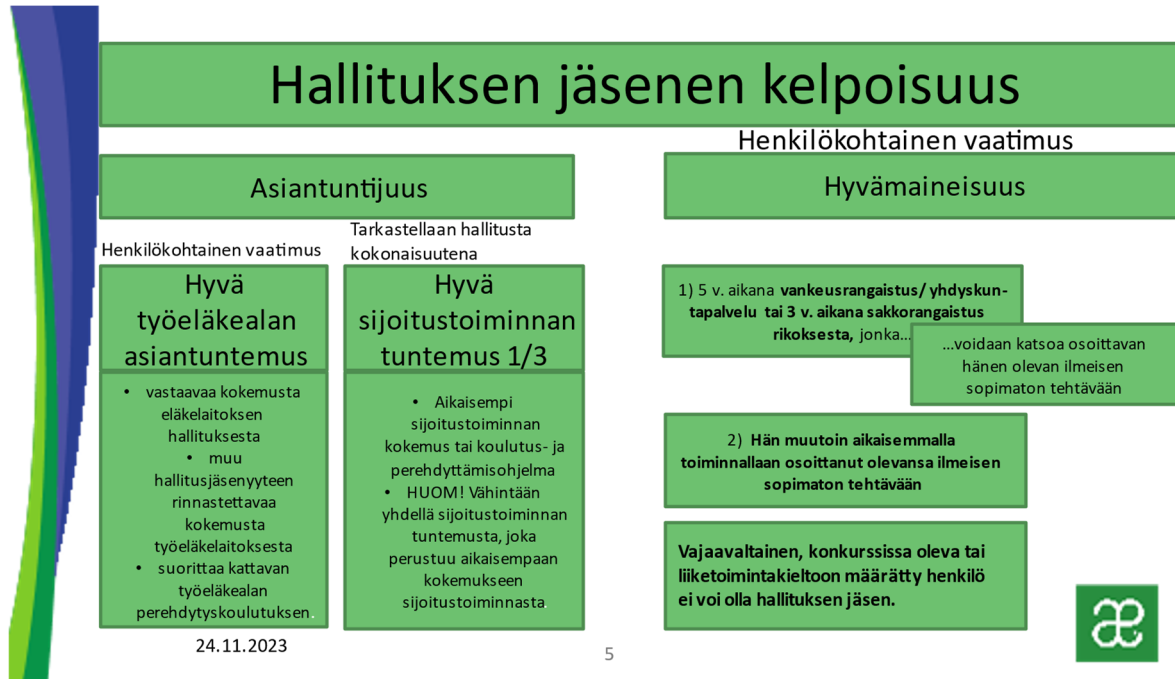 Hallituksen jäsenen kelpoisuus
Asiantuntijuus
Henkilökohtainen vaatimus
Hyvä
työeläkealan
asiantuntemus
• vastaavaa kokemusta
eläkelaitoksen
hallituksesta
• muu
hallitusjäsenyyteen
rinnastettavaa
kokemusta
työeläkelaitoksesta
• suorittaa kattavan
työeläkealan
perehdytyskoulutuksen.
Tarkastellaan hallitusta
kokonaisuutena
Hyvä
sijoitustoiminnan
tuntemus 1/3
• Aikaisempi
sijoitustoiminnan
kokemus tai koulutus- ja
perehdyttämisohjelma
• HUOM! Vähintään
yhdellä sijoitustoiminnan
tuntemusta, joka
perustuu aikaisempaan
kokemukseen
sijoitustoiminnasta.
Henkilökohtainen vaatimus
Hyvämaineisuus
1) 5 v. aikana vankeusrangaistus/ yhdyskun-
tapalvelu tai 3 v. aikana sakkorangaistus
rikoksesta, jonka...
...voidaan katsoa osoittavan
hänen olevan ilmeisen
sopimaton tehtävään
2) Hän muutoin aikaisemmalla
toiminnallaan osoittanut olevansa ilmeisen
sopimaton tehtävään
Vajaavaltainen, konkurssissa oleva tai
liiketoimintakieltoon määrätty henkilö
ei voi olla hallituksen jäsen.
24.11.2023
5
æ